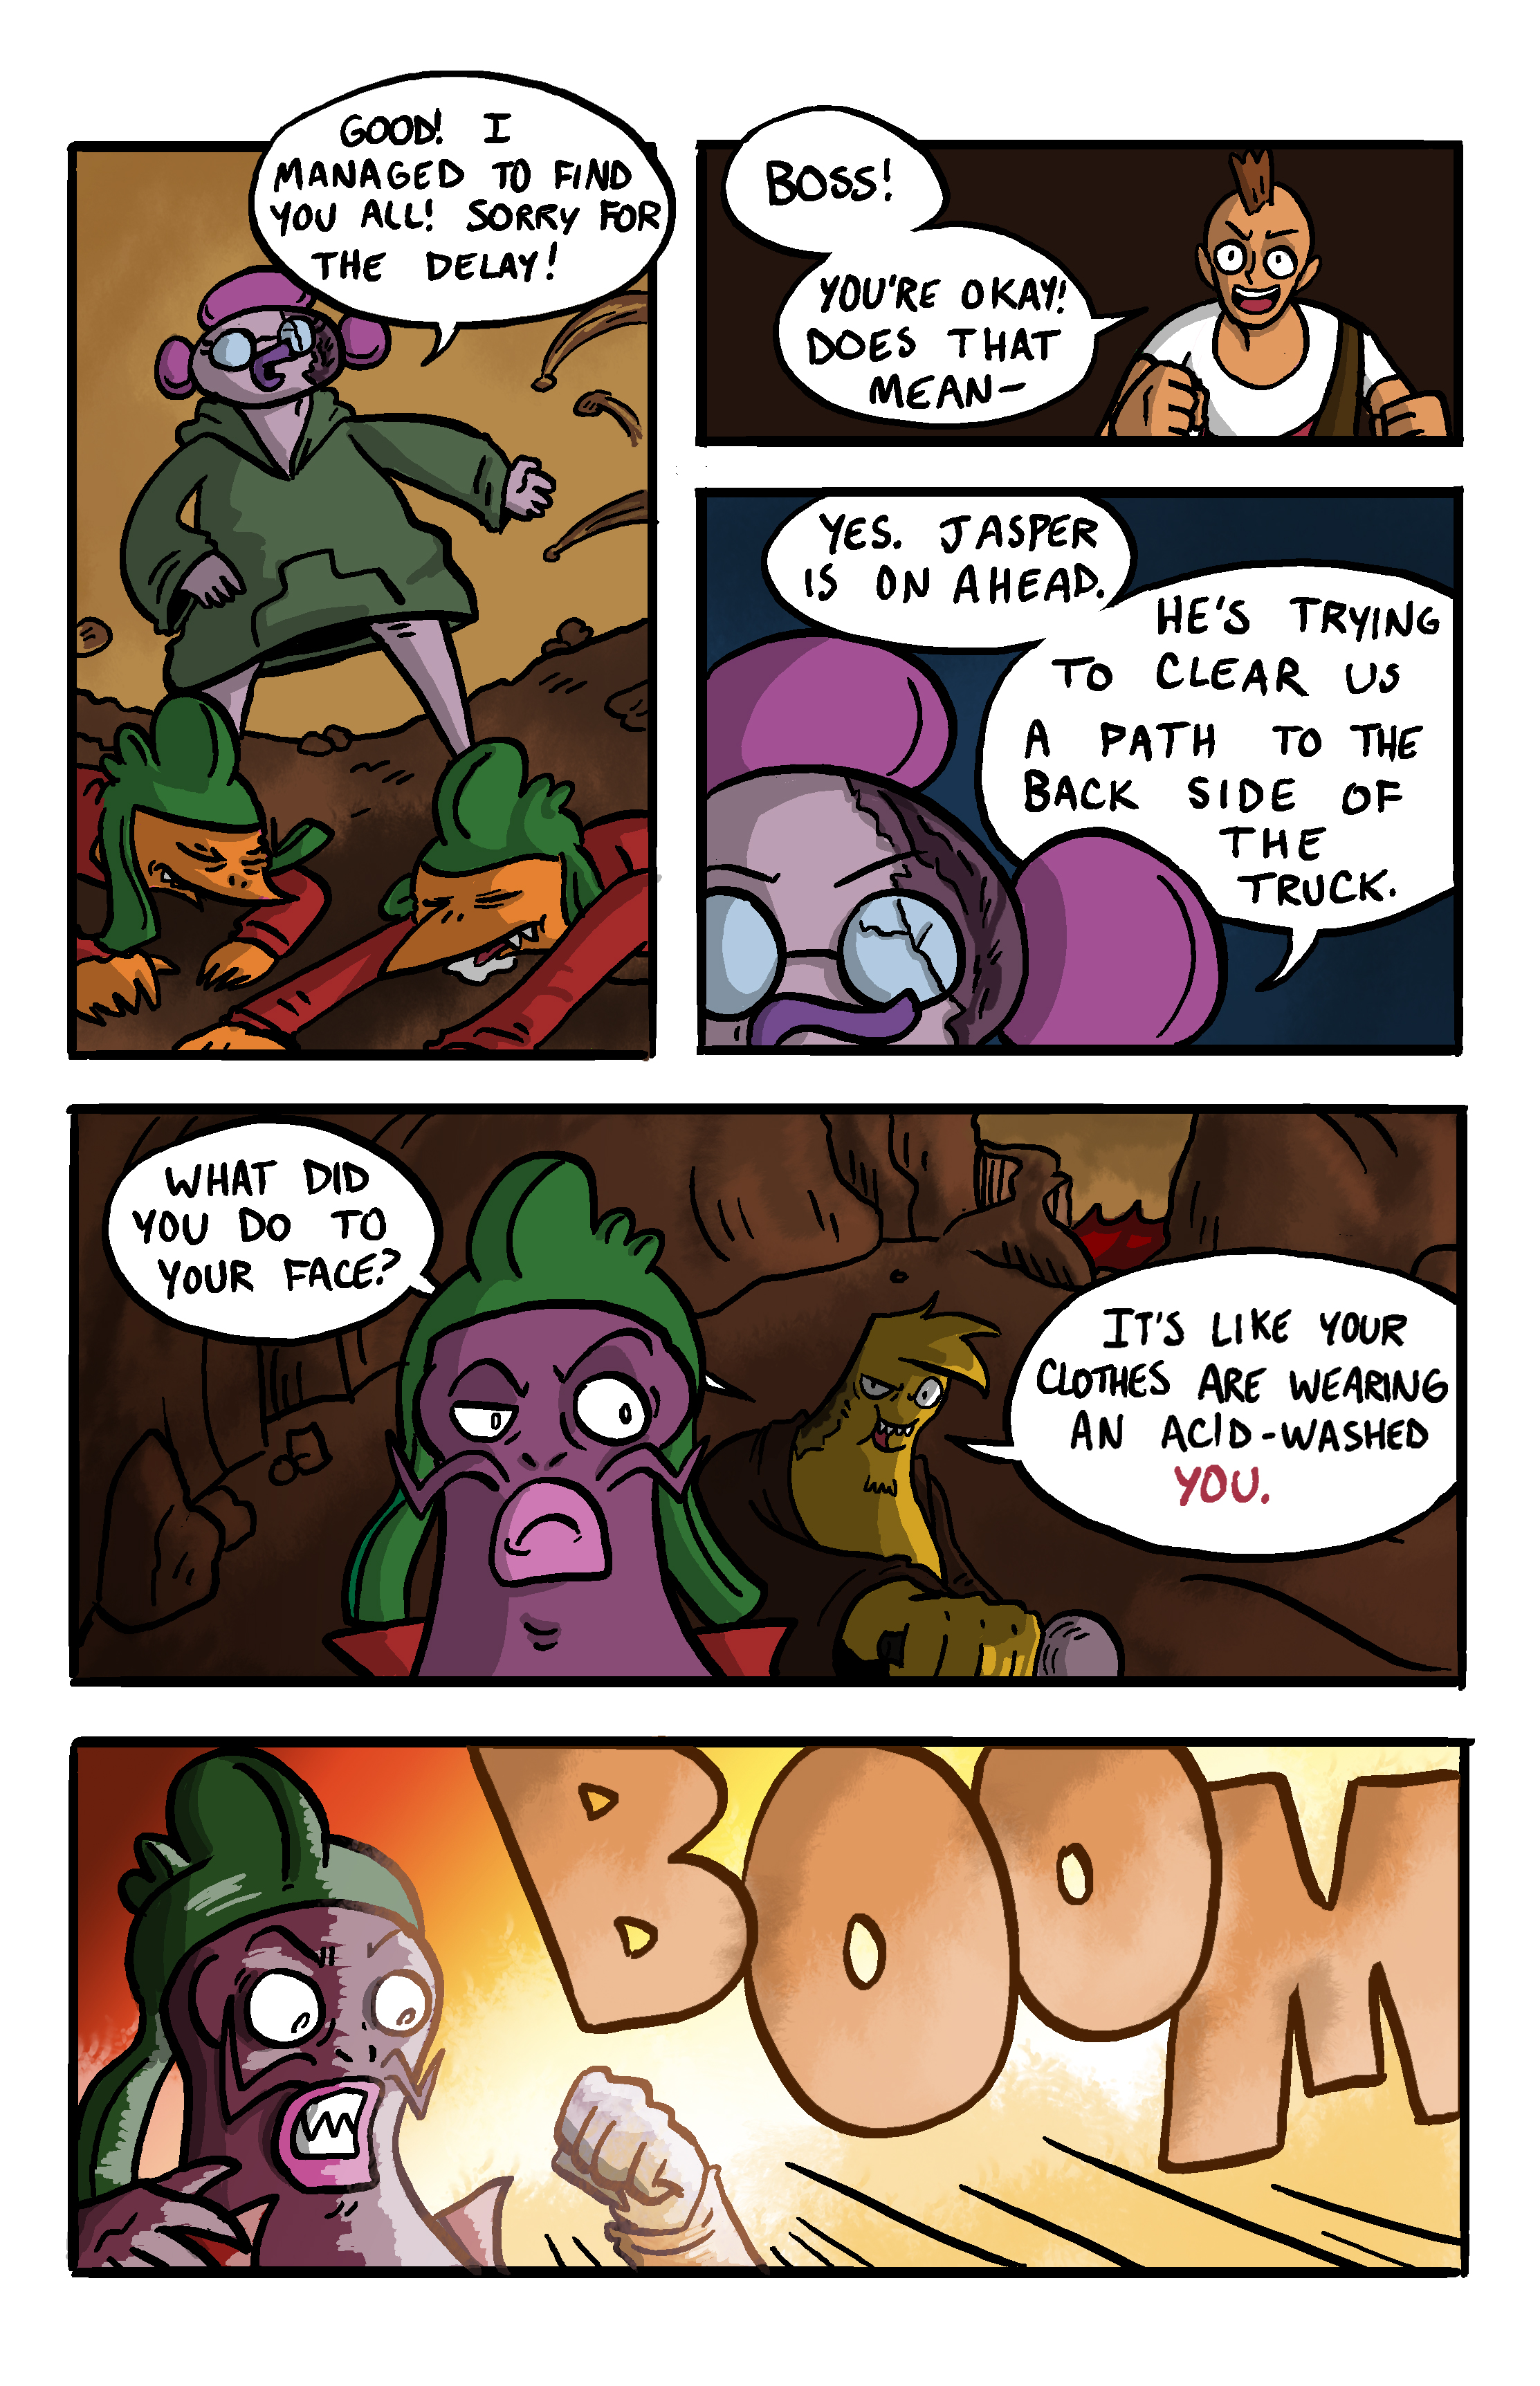 GOOD! I
MANAGED TO FIND
YOU ALL! SORRY FOR
THE DELAY!
BOSS!
YOU'RE OKAY!
DOES THAT
MEAN-
YES. JASPER
IS ON AHEAD.
HE'S TRYING
TO CLEAR US
A PATH TO THE
BACK SIDE OF
THE
TRUCK.
WHAT DID
YOU DO TO
YOUR FACE?
IT'S LIKE YOUR
CLOTHES ARE WEARING
AN ACID-WASHED
YOU.
BOOM